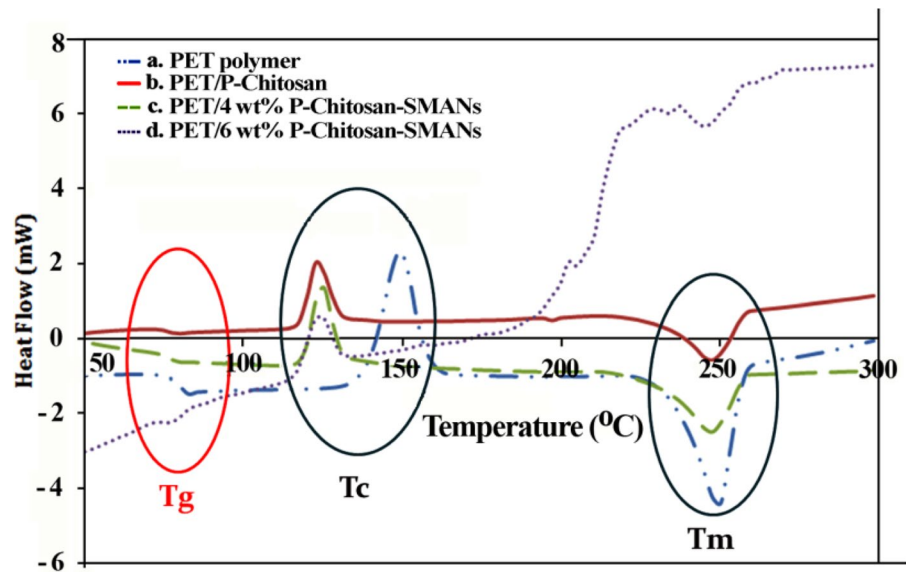 8
a. PET polymer
b. PET/P-Chitosan
c. PET/4 wt% P-Chitosan-SMANs
d. PET/6 wt% P-Chitosan-SMANs
6
4
2
0
50 100 150 200 250 300
Heat Flow (mW)
-2
Temperature (⁰C)
-4
Tg Tc Tm
-6